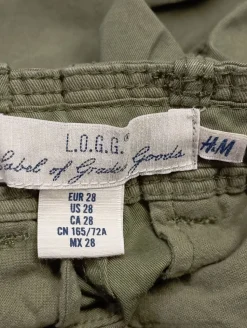 L.O.G.G.
Label of Graded Goods
H&M
EUR 28
US 28
CA 28
CN 165/72A
MX 28